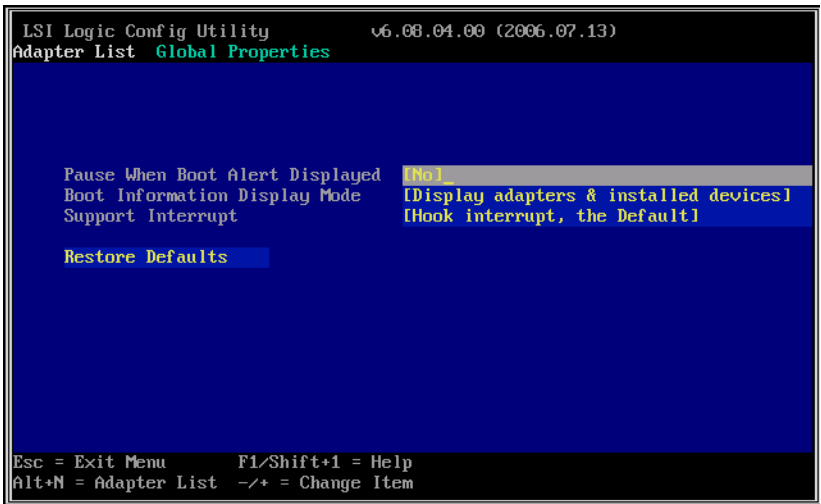 LSI Logic Config Utility v6.08.04.00 (2006.07.13)
Adapter List Global Properties
Pause When Boot Alert Displayed [No]_
Boot Information Display Mode [Display adapters & installed devices]
Support Interrupt [Hook interrupt, the Default]
Restore Defaults
Esc = Exit Menu F1/Shift+1 = Help
Alt+N = Adapter List -/+ = Change Item